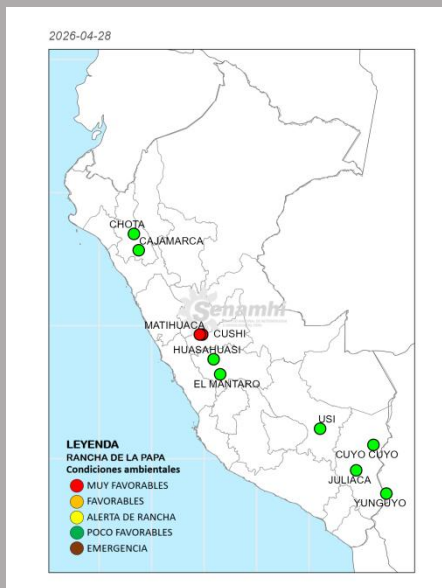 2026-04-28
CHOTA
CAJAMARCA
Senamhi
MATIHUACA
CUSHI
HUASAHUASI
EL MANTARO
USI
CUYO CUYO
JULIACA
YUNGUYO
LEYENDA
RANCHA DE LA PAPA
Condiciones ambientales
MUY FAVORABLES
FAVORABLES
ALERTA DE RANCHA
POCO FAVORABLES
EMERGENCIA